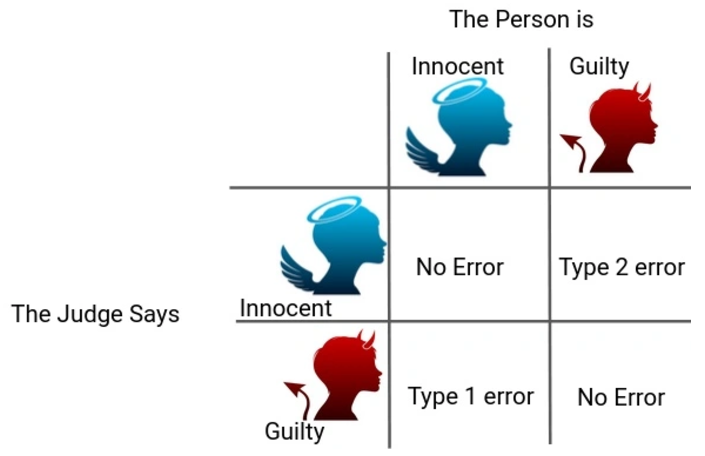 The Person is
Innocent
Guilty
Innocent
No Error
Type 2 error
The Judge Says
Guilty
Type 1 error
No Error